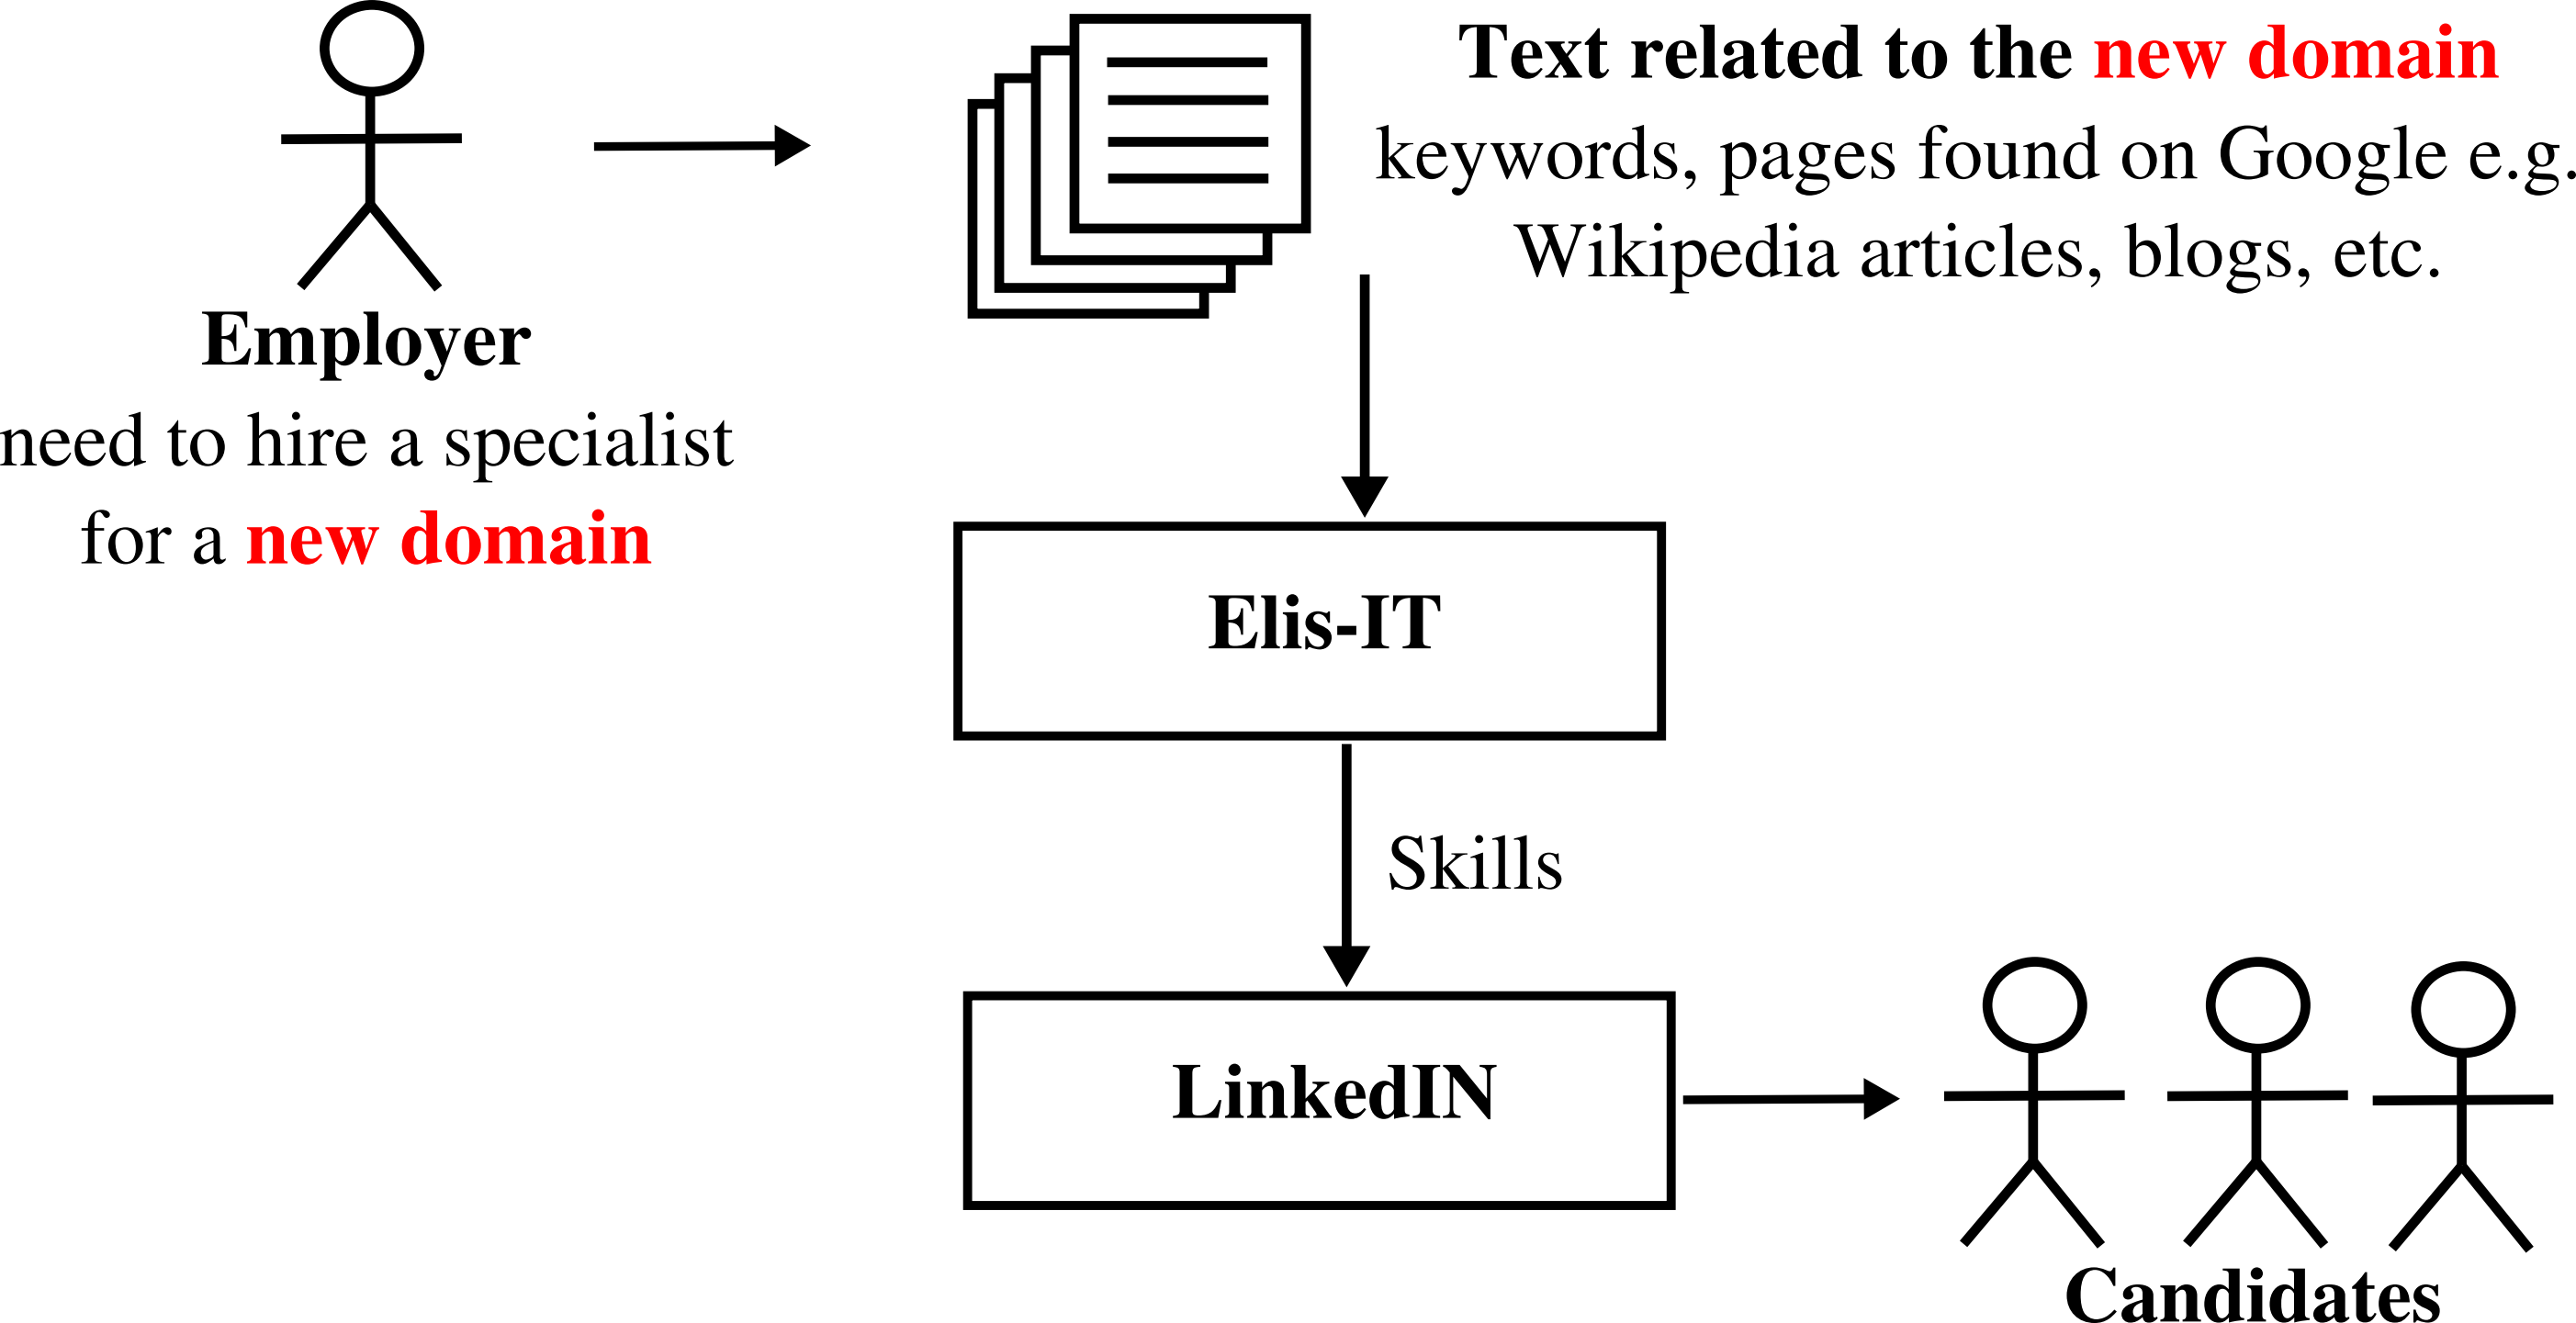 Text related to the new domain
keywords, pages found on Google e.g.
Wikipedia articles, blogs, etc.
Employer
need to hire a specialist
for a new domain
Elis-IT
Skills
LinkedIN
Candidates